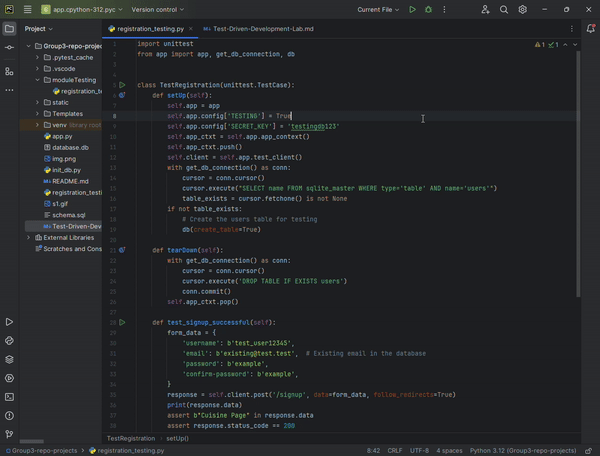 app.cpython-312.pyc
Version control
Current File
Project
registration_testing.py
Test-Driven-Development-Lab.md
Group3-repo-projec
.pytest_cache
.vscode
moduleTesting
registration_te
static
Templates
venv library root
app.py
database.db
img.png
init_db.py
README.md
registration_testi
s1.gif
schema.sql
Test-Driven-Devel
External Libraries
Scratches and Cons
1 1
1 import unittest
2 from app import app, get_db_connection, db
3
4
5 class TestRegistration(unittest.TestCase):
6 def setUp(self):
7 self.app = app
8 self.app.config['TESTING'] = True
9 self.app.config['SECRET_KEY'] = 'testingdb123'
10 self.app_ctxt = self.app.app_context()
11 self.app_ctxt.push()
12 self.client = self.app.test_client()
13 with get_db_connection() as conn:
14 cursor = conn.cursor()
15 cursor.execute("SELECT name FROM sqlite_master WHERE type='table' AND name='users'")
16 table_exists = cursor.fetchone() is not None
17 if not table_exists:
18 # Create the users table for testing
19 db(create_table=True)
20
21 def tearDown(self):
22 with get_db_connection() as conn:
23 cursor = conn.cursor()
24 cursor.execute('DROP TABLE IF EXISTS users')
25 conn.commit()
26 self.app_ctxt.pop()
27
28 def test_signup_successful(self):
29 form_data = {
30 'username': b'test_user12345',
31 'email': b'existing@test.test', # Existing email in the database
32 'password': b'example',
33 'confirm-password': b'example',
34 }
35 response = self.client.post('/signup', data=form_data, follow_redirects=True)
36 print(response.data)
37 assert b"Cuisine Page" in response.data
38 assert response.status_code == 200
TestRegistration > setUp()
Group3-repo-projects > registration_testing.py
8:42 CRLF UTF-8 4 spaces Python 3.12 (Testing_Group3-repo-projects)